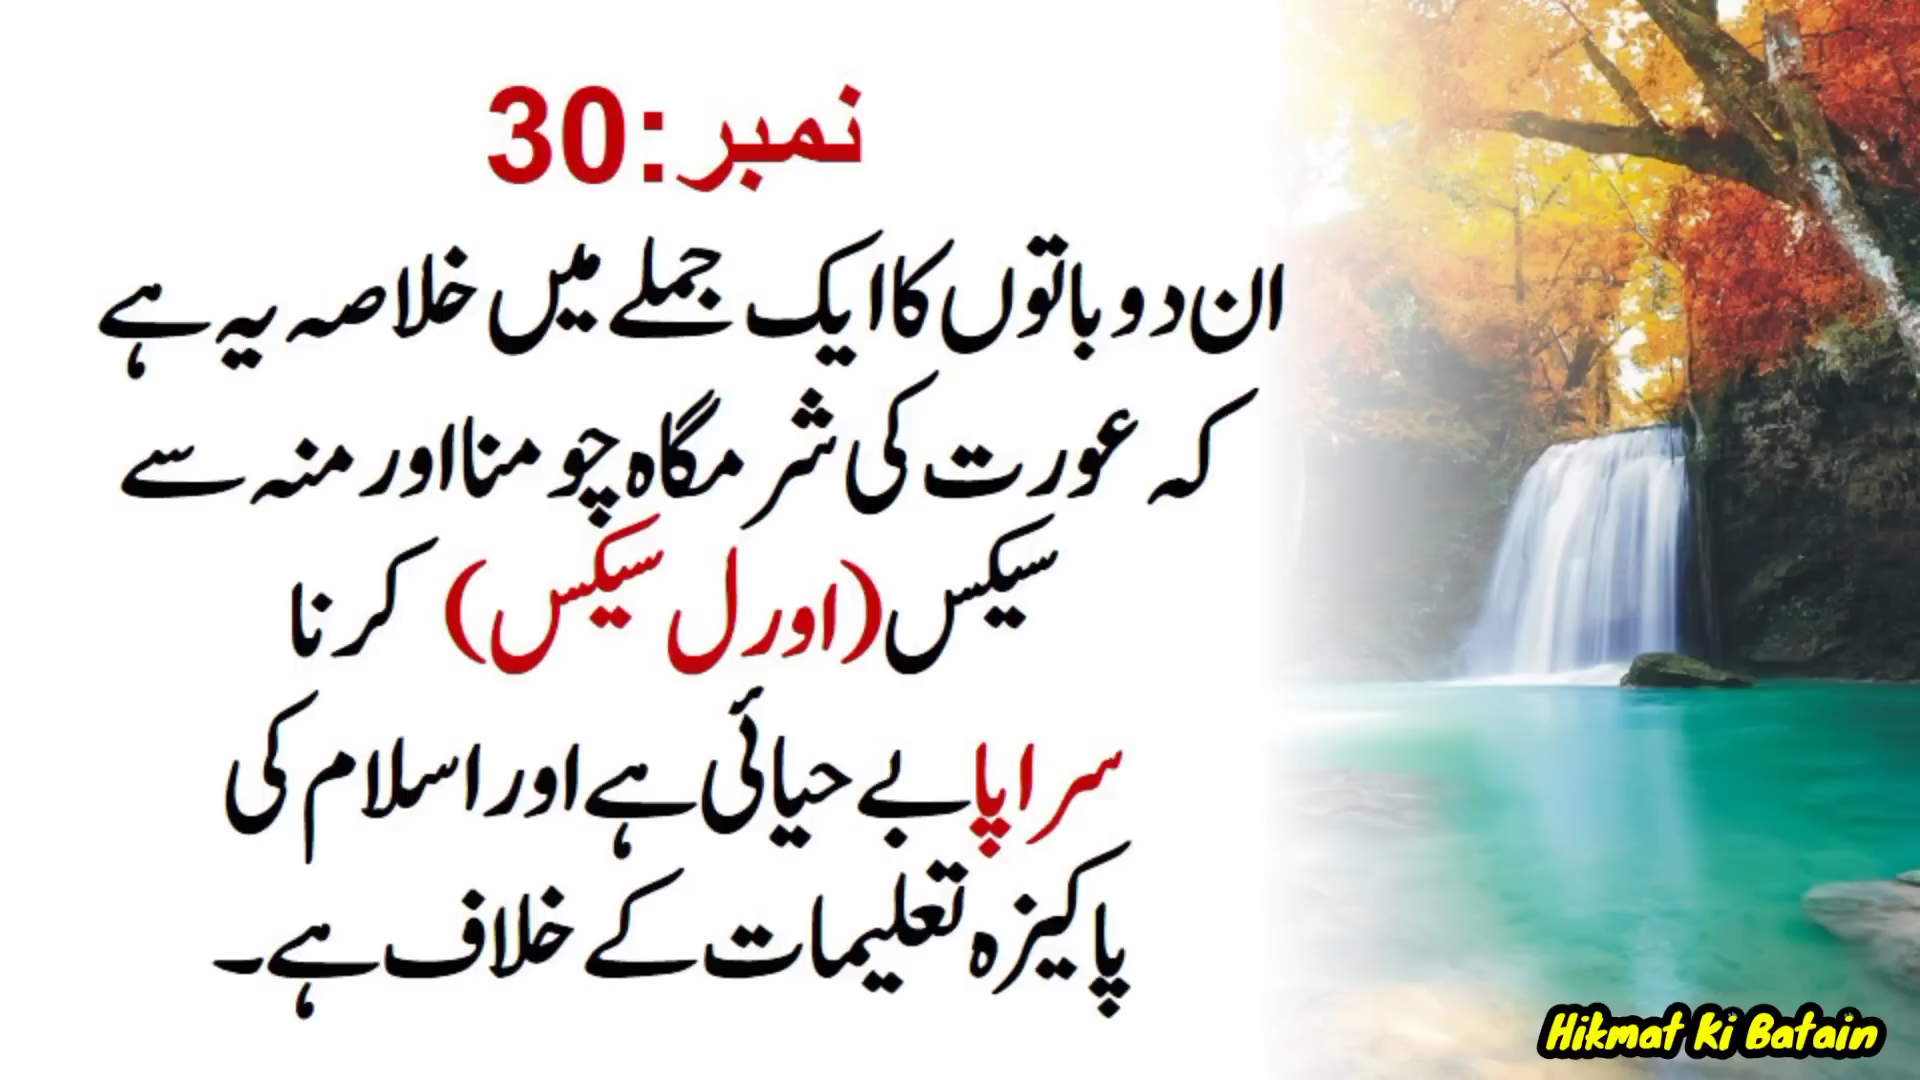 نمبر:30
ان دو باتوں کا ایک جملے میں خلاصہ یہ ہے
کہ عورت کی شرمگاہ چومنا اور منہ سے
سیکس (اورل سیکس) کرنا
سراپا بے حیائی ہے اور اسلام کی
پاکیزہ تعلیمات کے خلاف ہے۔
Hikmat Ki Batain